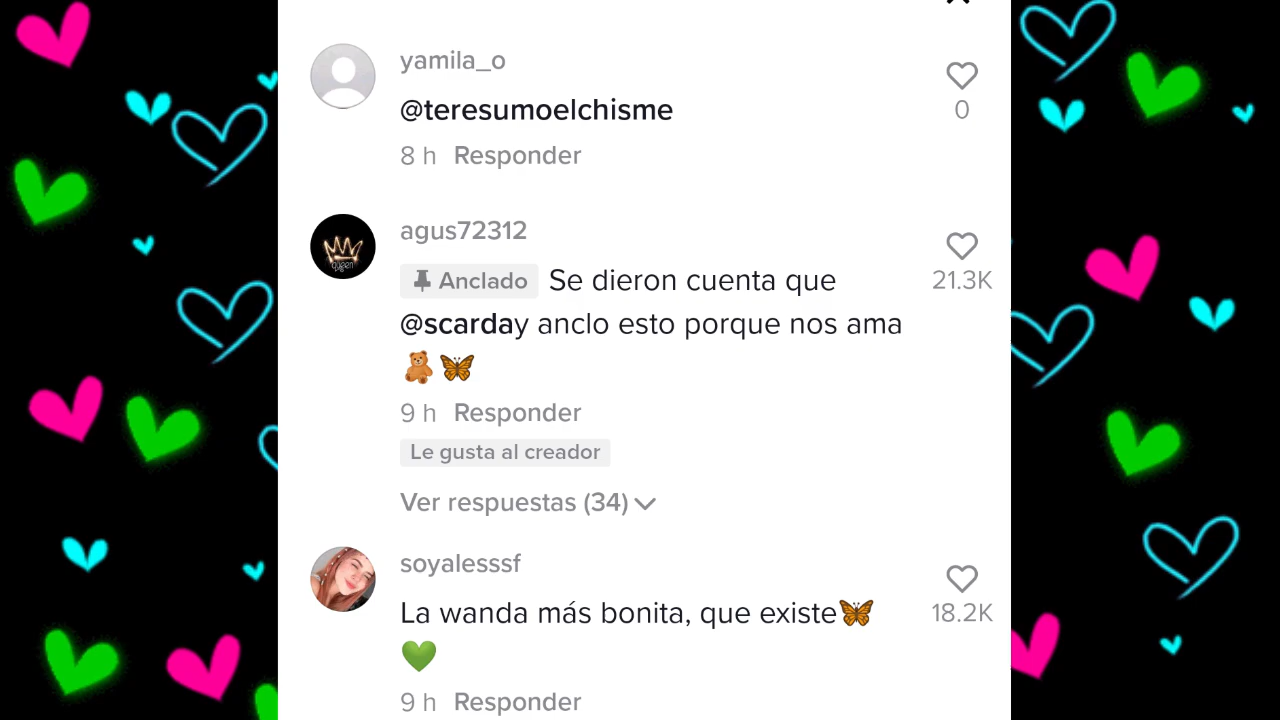 yamila_o
@teresumoelchisme
0
8 h Responder
agus72312
Anclado Se dieron cuenta que
21.3K
@scarday anclo esto porque nos ama
🧸🦋
9 h Responder
Le gusta al creador
Ver respuestas (34)
soyalesssf
La wanda más bonita, que existe🦋
18.2K
💚
9 h Responder
queen